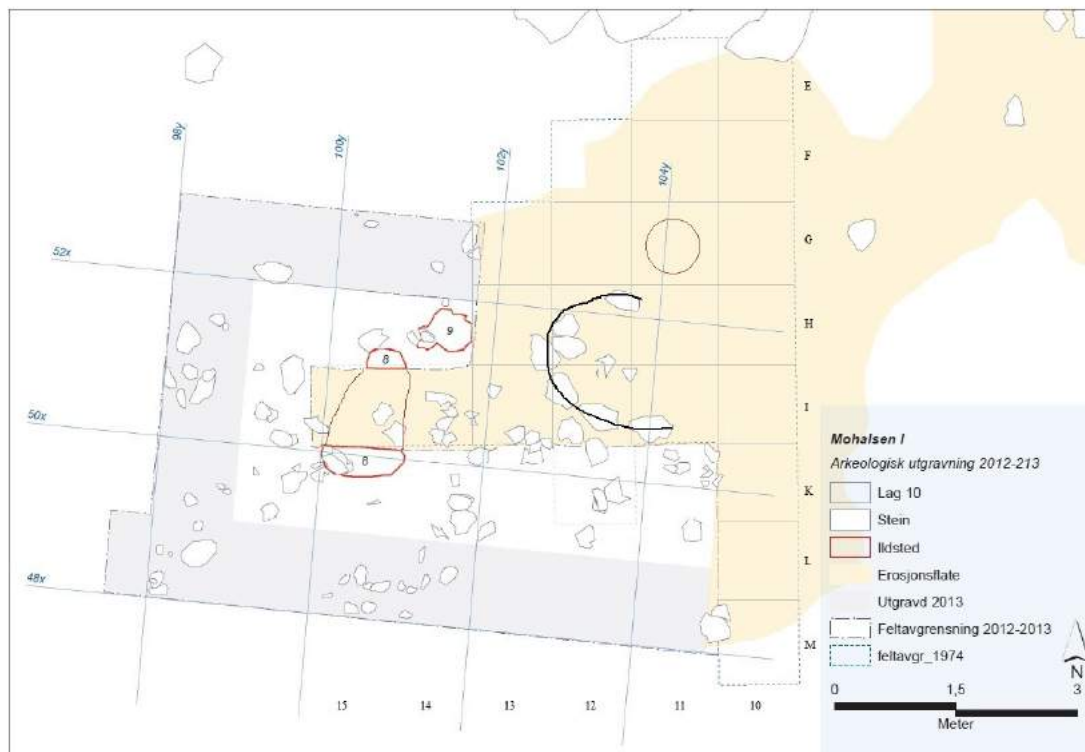 E
F
G
H
I
K
L
M
98y
100y
102y
104y
52x
50x
48x
9
8
8
15
14
13
12
11
10
Mohalsen I
Arkeologisk utgravning 2012-213
Lag 10
Stein
Ildsted
Erosjonsflate
Utgravd 2013
Feltavgrensning 2012-2013
feltavgr_1974
N
0 1,5 3
Meter